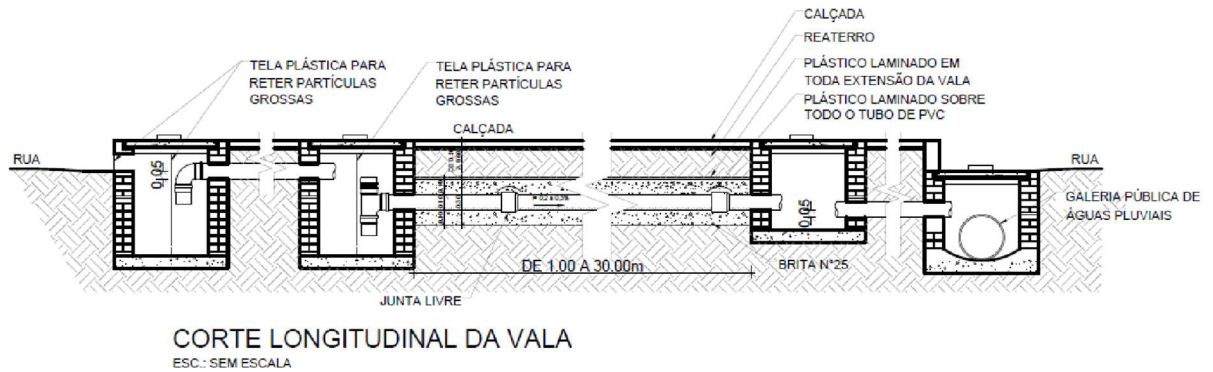 CALÇADA
REATERRO
TELA PLÁSTICA PARA
RETER PARTÍCULAS
GROSSAS
TELA PLÁSTICA PARA
RETER PARTÍCULAS
GROSSAS
PLÁSTICO LAMINADO EM
TODA EXTENSÃO DA VALA
PLÁSTICO LAMINADO SOBRE
TODO O TUBO DE PVC
CALÇADA
RUA
RUA
0,05
0,05
GALERIA PÚBLICA DE
ÁGUAS PLUVIAIS
DE 1.00 A 30.00m
BRITA N°25
JUNTA LIVRE
CORTE LONGITUDINAL DA VALA
ESC.: SEM ESCALA